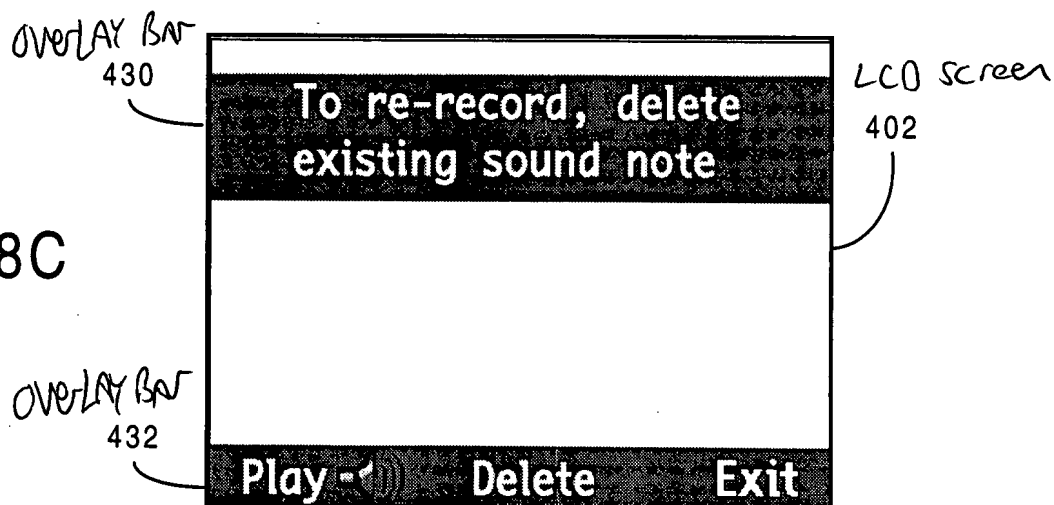 OVERLAY BAR
430
To re-record, delete
existing sound note
LCD screen
402
8C
OVERLAY BAR
432
Play Delete Exit